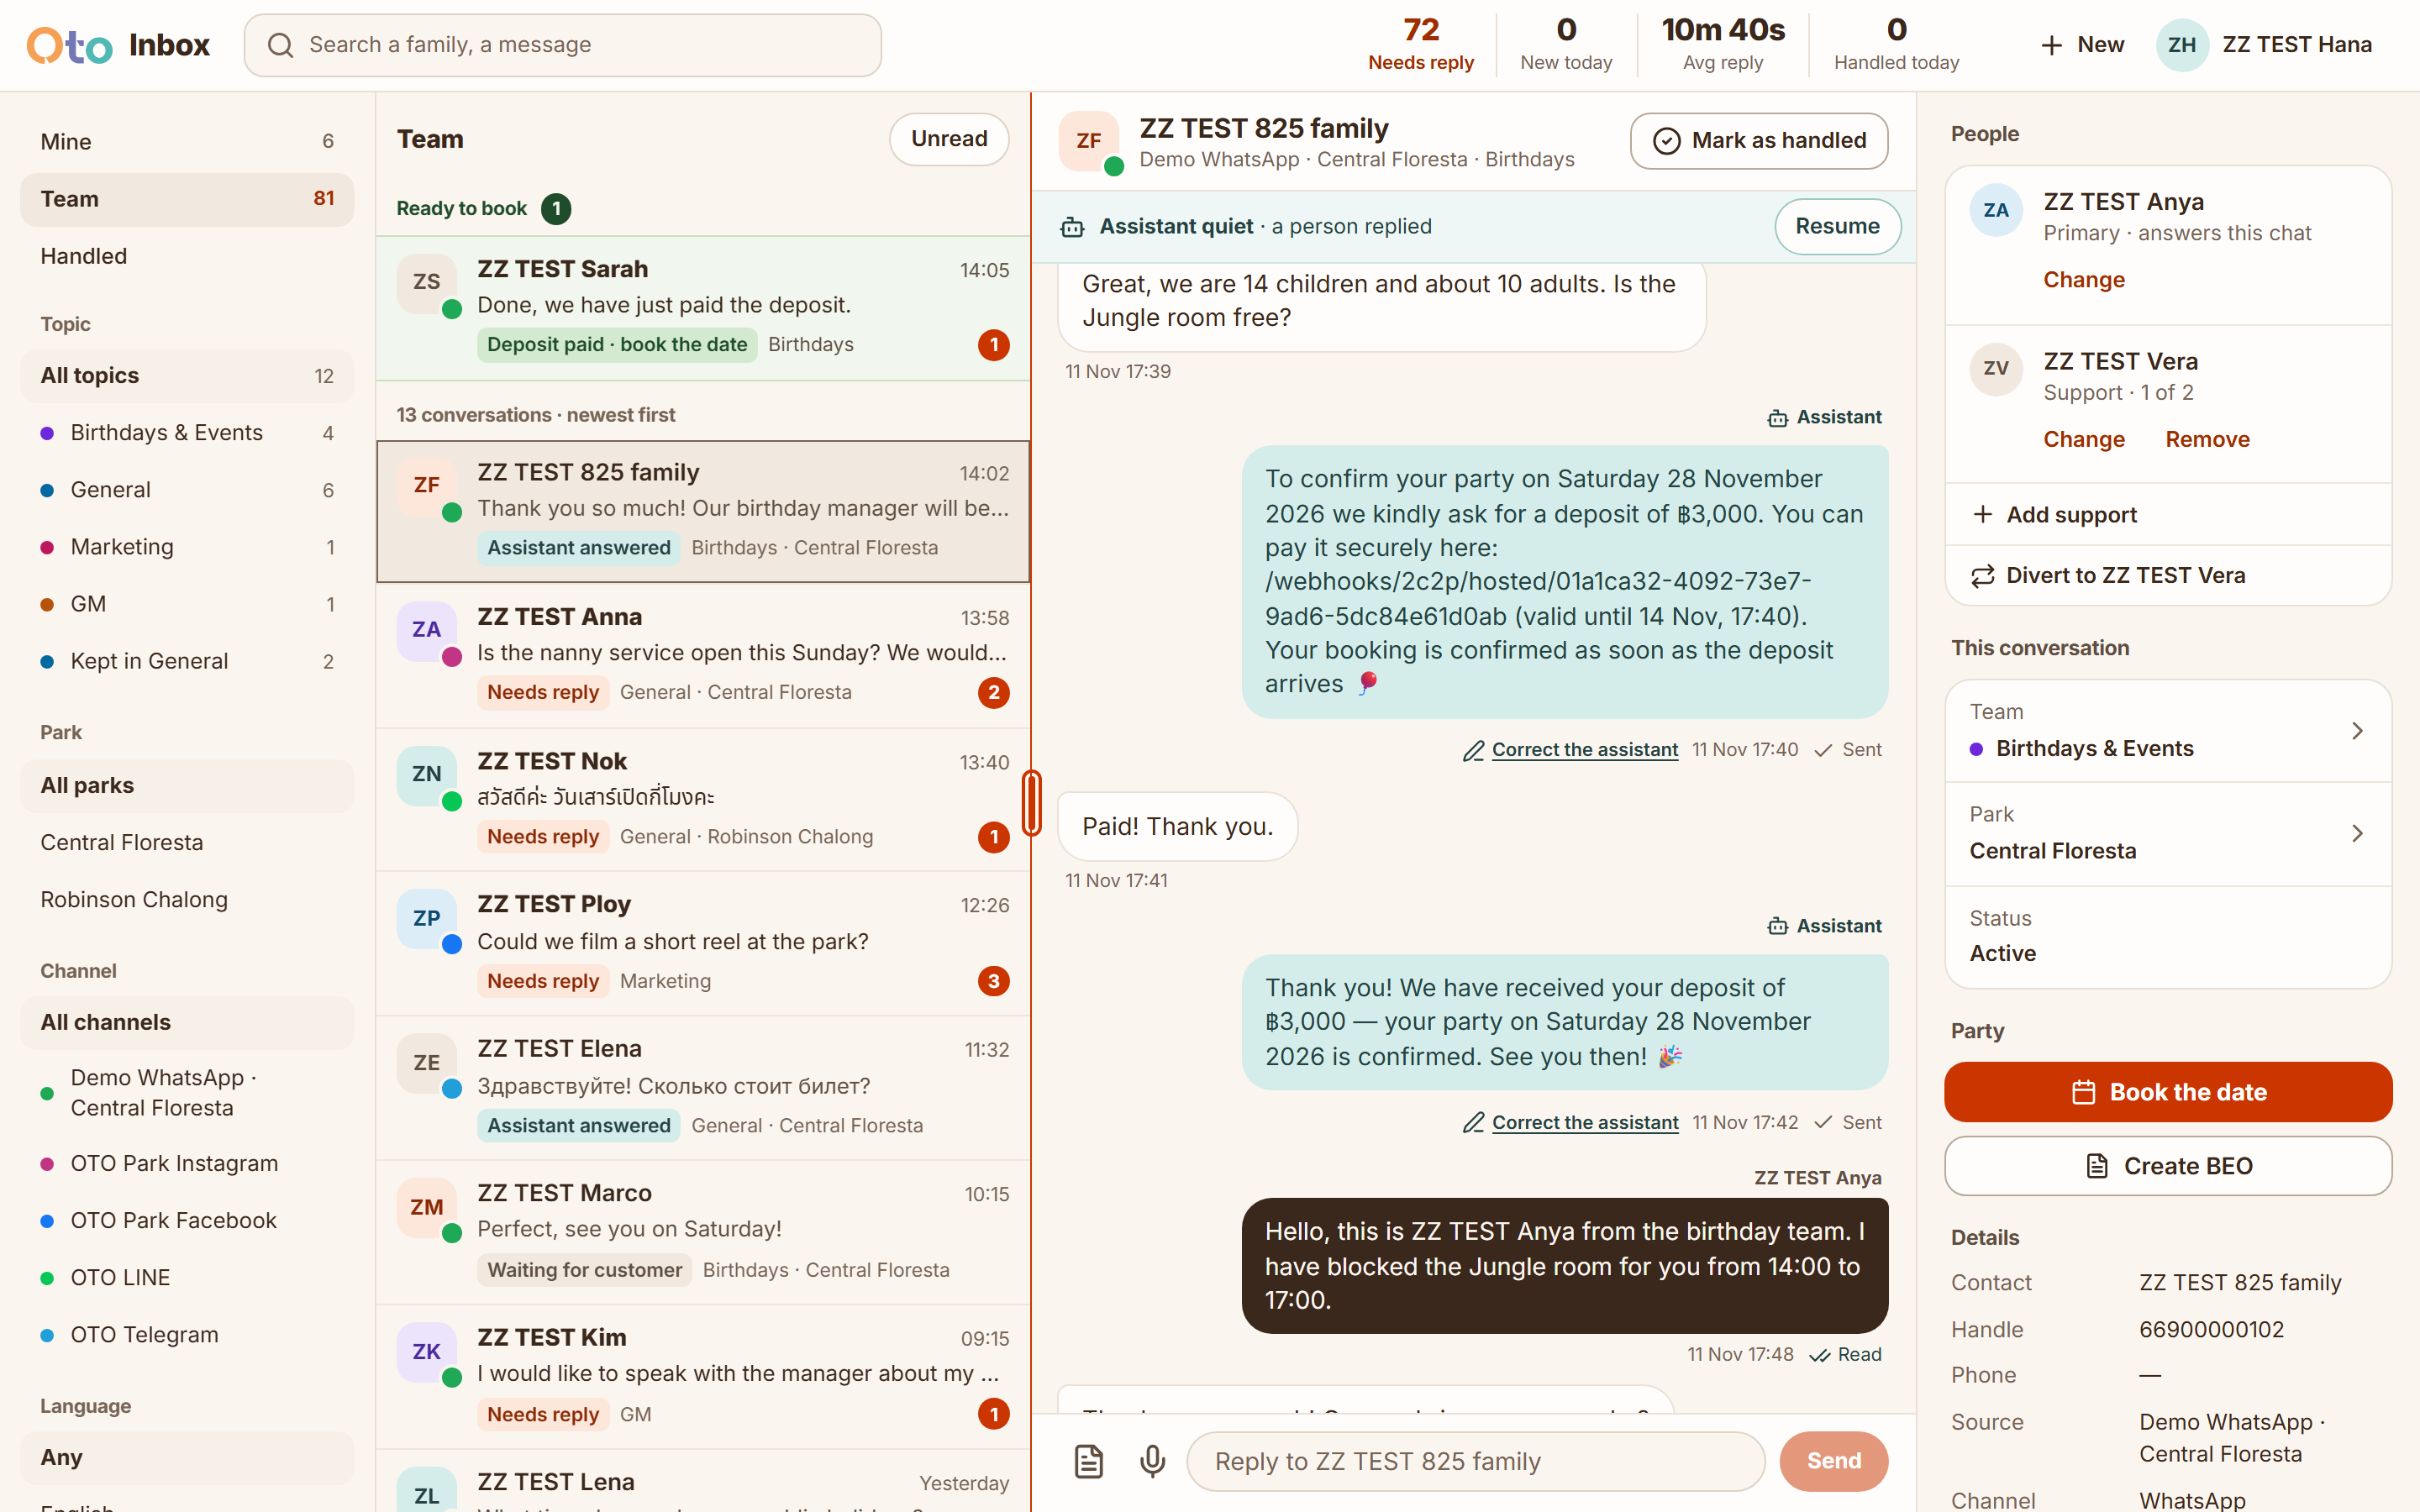 Oto Inbox
Search a family, a message
72
Needs reply
0
New today
10m 40s
Avg reply
0
Handled today
New
ZH
ZZ TEST Hana
Mine 6
Team 81
Handled
Topic
All topics 12
Birthdays & Events 4
General 6
Marketing 1
GM 1
Kept in General 2
Park
All parks
Central Floresta
Robinson Chalong
Channel
All channels
Demo WhatsApp ·
Central Floresta
OTO Park Instagram
OTO Park Facebook
OTO LINE
OTO Telegram
Language
Any
English
Team
Unread
Ready to book 1
ZS
ZZ TEST Sarah 14:05
Done, we have just paid the deposit.
Deposit paid · book the date Birthdays 1
13 conversations · newest first
ZF
ZZ TEST 825 family 14:02
Thank you so much! Our birthday manager will be...
Assistant answered Birthdays · Central Floresta
ZA
ZZ TEST Anna 13:58
Is the nanny service open this Sunday? We would...
Needs reply General · Central Floresta 2
ZN
ZZ TEST Nok 13:40
สวัสดีค่ะ วันเสาร์เปิดกี่โมงคะ
Needs reply General · Robinson Chalong 1
ZP
ZZ TEST Ploy 12:26
Could we film a short reel at the park?
Needs reply Marketing 3
ZE
ZZ TEST Elena 11:32
Здравствуйте! Сколько стоит билет?
Assistant answered General · Central Floresta
ZM
ZZ TEST Marco 10:15
Perfect, see you on Saturday!
Waiting for customer Birthdays · Central Floresta
ZK
ZZ TEST Kim 09:15
I would like to speak with the manager about my ...
Needs reply GM 1
ZL
ZZ TEST Lena Yesterday
ZF
ZZ TEST 825 family
Demo WhatsApp · Central Floresta · Birthdays
Mark as handled
Assistant quiet · a person replied
Resume
Great, we are 14 children and about 10 adults. Is the
Jungle room free?
11 Nov 17:39
Assistant
To confirm your party on Saturday 28 November
2026 we kindly ask for a deposit of ฿3,000. You can
pay it securely here:
/webhooks/2c2p/hosted/01a1ca32-4092-73e7-
9ad6-5dc84e61d0ab (valid until 14 Nov, 17:40).
Your booking is confirmed as soon as the deposit
arrives 🎈
Correct the assistant 11 Nov 17:40 Sent
Paid! Thank you.
11 Nov 17:41
Assistant
Thank you! We have received your deposit of
฿3,000 — your party on Saturday 28 November
2026 is confirmed. See you then! 🎉
Correct the assistant 11 Nov 17:42 Sent
ZZ TEST Anya
Hello, this is ZZ TEST Anya from the birthday team. I
have blocked the Jungle room for you from 14:00 to
17:00.
11 Nov 17:48 Read
Reply to ZZ TEST 825 family
Send
People
ZA
ZZ TEST Anya
Primary · answers this chat
Change
ZV
ZZ TEST Vera
Support · 1 of 2
Change Remove
Add support
Divert to ZZ TEST Vera
This conversation
Team
Birthdays & Events
Park
Central Floresta
Status
Active
Party
Book the date
Create BEO
Details
Contact ZZ TEST 825 family
Handle 66900000102
Phone —
Source Demo WhatsApp ·
Central Floresta
Channel WhatsApp